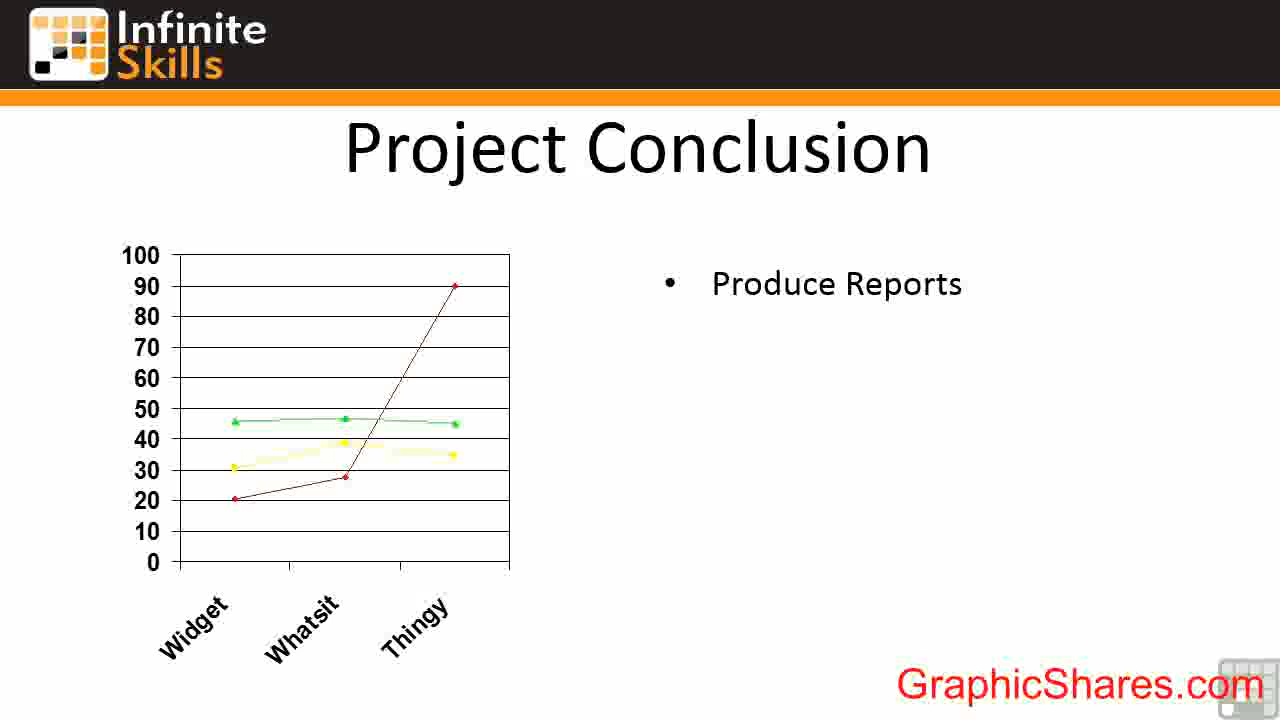 Infinite
Skills
Project Conclusion
100
90
80
70
60
50
40
30
20
10
0
Widget
Whatsit
Thingy
• Produce Reports
GraphicShares.com